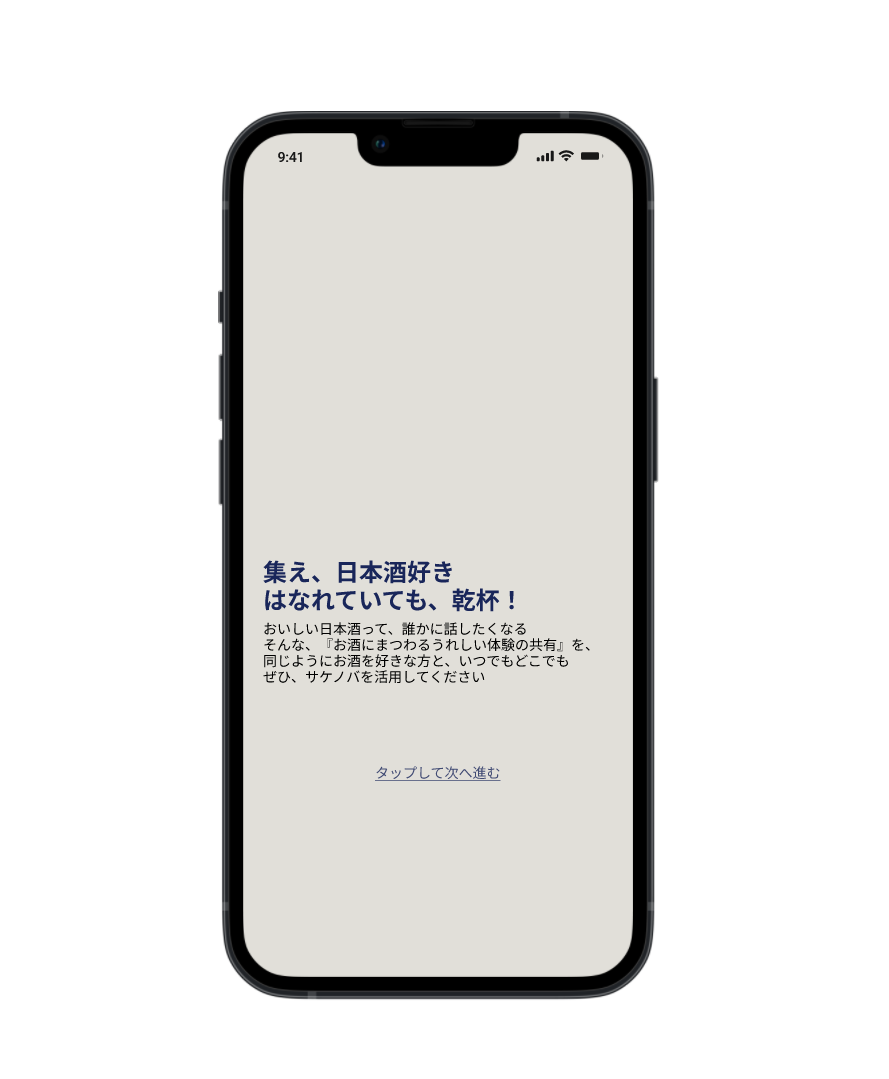 9:41
集え、日本酒好き
はなれていても、乾杯！
おいしい日本酒って、誰かに話したくなる
そんな、『お酒にまつわるうれしい体験の共有』を、
同じようにお酒を好きな方と、いつでもどこでも
ぜひ、サケノバを活用してください
タップして次へ進む